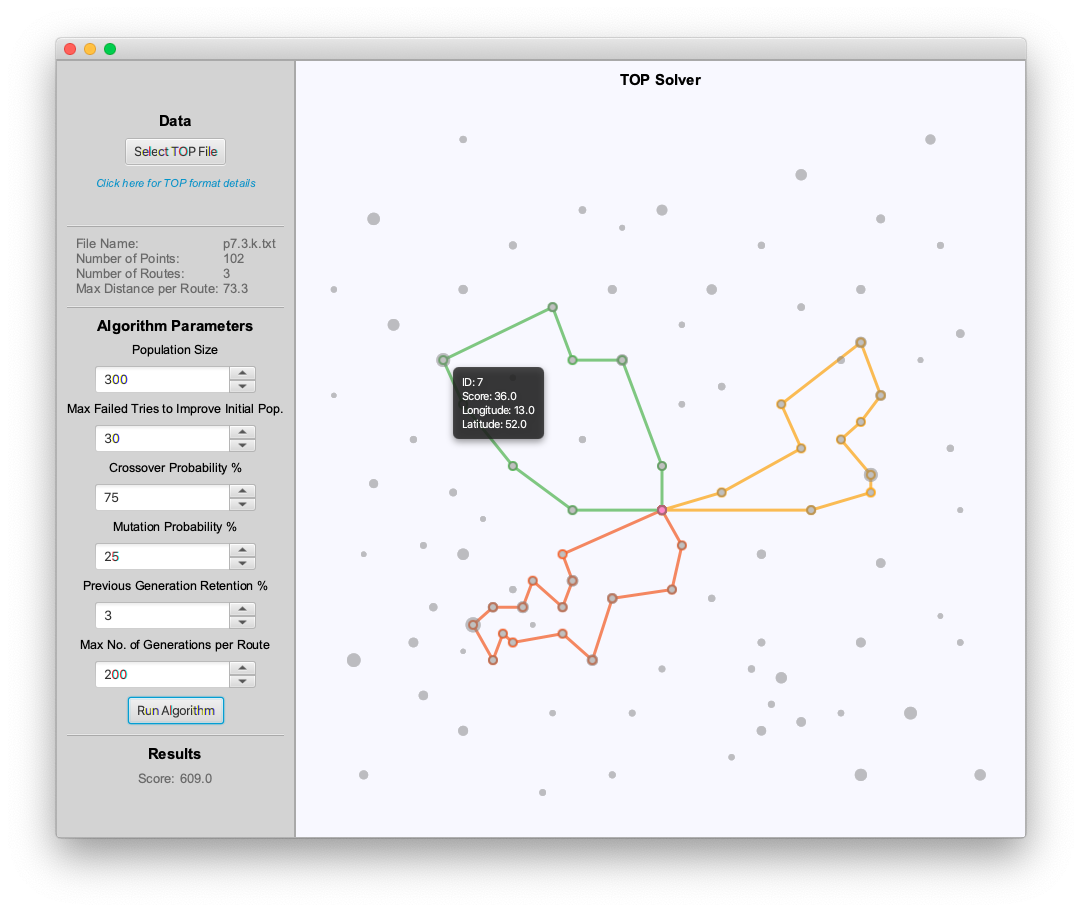 TOP Solver
Data
Select TOP File
Click here for TOP format details
File Name: p7.3.k.txt
Number of Points: 102
Number of Routes: 3
Max Distance per Route: 73.3
Algorithm Parameters
Population Size
300
Max Failed Tries to Improve Initial Pop.
30
Crossover Probability %
75
Mutation Probability %
25
Previous Generation Retention %
3
Max No. of Generations per Route
200
Run Algorithm
Results
Score: 609.0
ID: 7
Score: 36.0
Longitude: 13.0
Latitude: 52.0